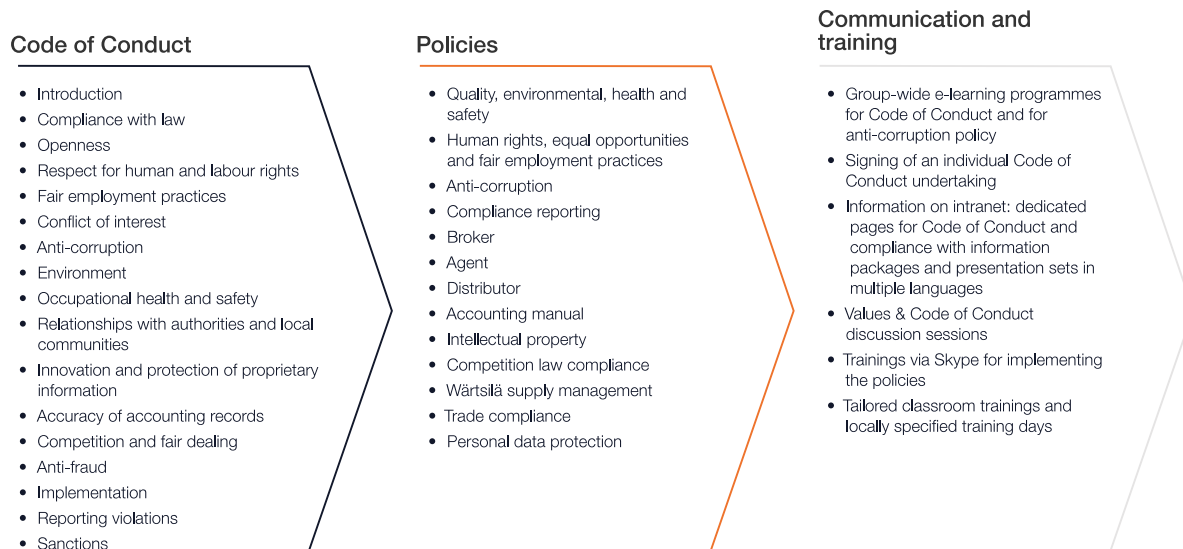 Code of Conduct
• Introduction
• Compliance with law
• Openness
• Respect for human and labour rights
• Fair employment practices
• Conflict of interest
• Anti-corruption
• Environment
• Occupational health and safety
• Relationships with authorities and local
communities
• Innovation and protection of proprietary
information
• Accuracy of accounting records
• Competition and fair dealing
• Anti-fraud
• Implementation
• Reporting violations
• Sanctions
Policies
• Quality, environmental, health and
safety
• Human rights, equal opportunities
and fair employment practices
• Anti-corruption
• Compliance reporting
• Broker
• Agent
• Distributor
• Accounting manual
• Intellectual property
• Competition law compliance
• Wärtsilä supply management
• Trade compliance
• Personal data protection
Communication and
training
• Group-wide e-learning programmes
for Code of Conduct and for
anti-corruption policy
• Signing of an individual Code of
Conduct undertaking
• Information on intranet: dedicated
pages for Code of Conduct and
compliance with information
packages and presentation sets in
multiple languages
• Values & Code of Conduct
discussion sessions
• Trainings via Skype for implementing
the policies
• Tailored classroom trainings and
locally specified training days